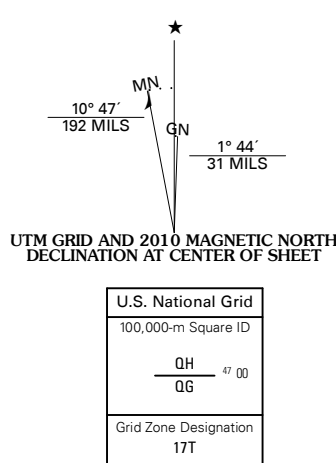 ★
MN
GN
10° 47´
192 MILS
1° 44´
31 MILS
UTM GRID AND 2010 MAGNETIC NORTH
DECLINATION AT CENTER OF SHEET
U.S. National Grid
100,000-m Square ID
QH
47 00
QG
Grid Zone Designation
17T